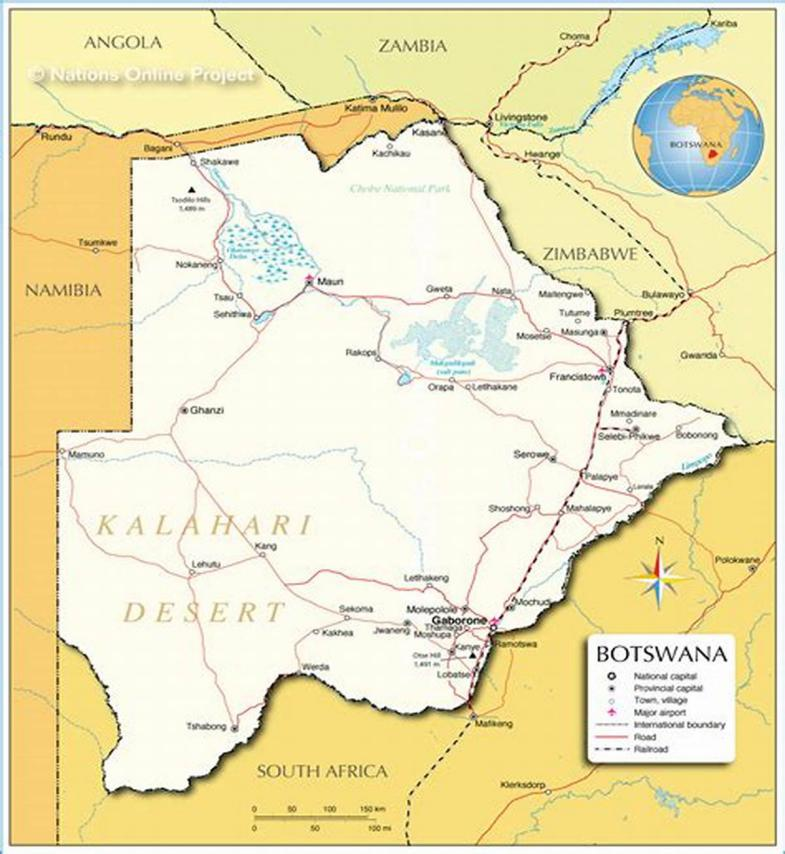 ANGOLA
ZAMBIA
Choma
Kariba
© Nations Online Project
Katima Mulilo
Livingstone
Rundu
Bagani
Kasane
Shakawe
Kachikau
Hwange
BOTSWANA
Tsodilo Hills
1,489 m
Chobe National Park
Tsumkwe
ZIMBABWE
Okavango
Delta
Nokaneng
NAMIBIA
Maun
Gweta
Nata
Maitengwe
Bulawayo
Tsau
Sehithwa
Tutume
Plumtree
Masunga
Mosetse
Rakops
Makgadikgadi
(salt pans)
Gwanda
Francistown
Orapa
Letlhakane
Tonota
Ghanzi
Mmadinare
Selebi-Phikwe
Bobonong
Mamuno
Serowe
Limpopo
Palapye
Lerala
Shoshong
Mahalapye
KALAHARI
N
Kang
Lehutu
Polokwane
Letlhakeng
DESERT
Sekoma
Molepolole
Mochudi
Gaborone
Jwaneng
Thamaga
Kakhea
Moshupa
Kanye
Ramotswa
Otse Hill
1,491 m
Werda
Lobatse
Tshabong
Mafikeng
SOUTH AFRICA
Klerksdorp
BOTSWANA
National capital
Provincial capital
Town, village
Major airport
International boundary
Road
Railroad
0 50 100 150 km
0 50 100 mi